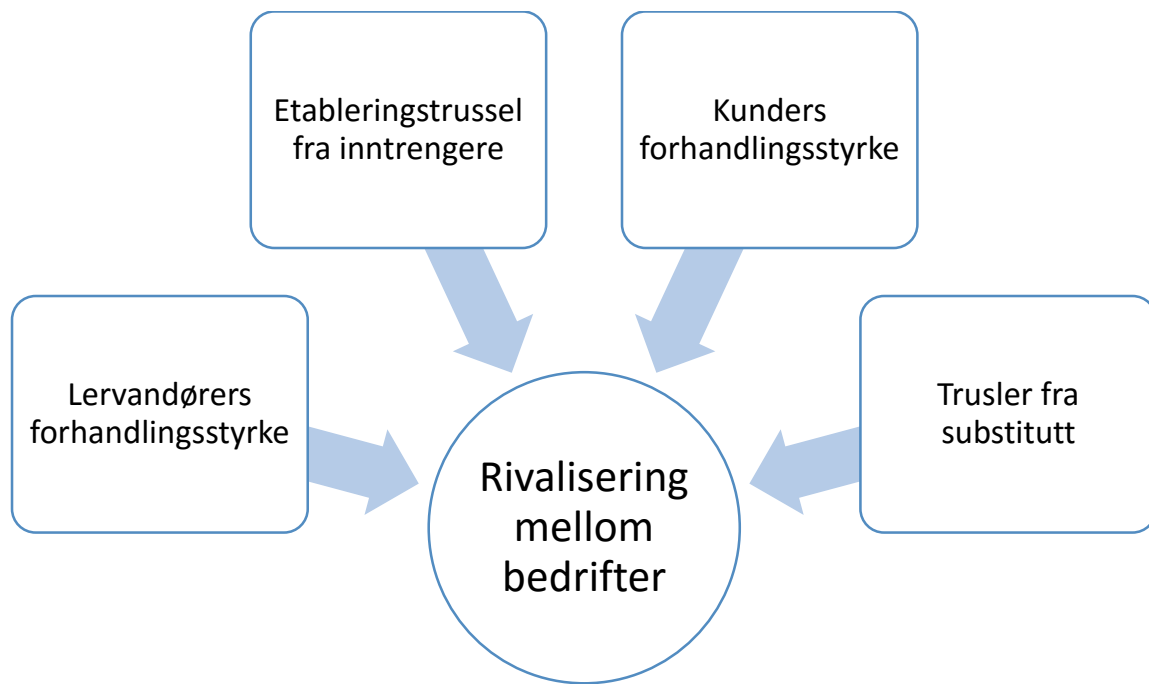 Etableringstrussel
fra inntrengere
Kunders
forhandlingsstyrke
Lervandørers
forhandlingsstyrke
Trusler fra
substitutt
Rivalisering
mellom
bedrifter